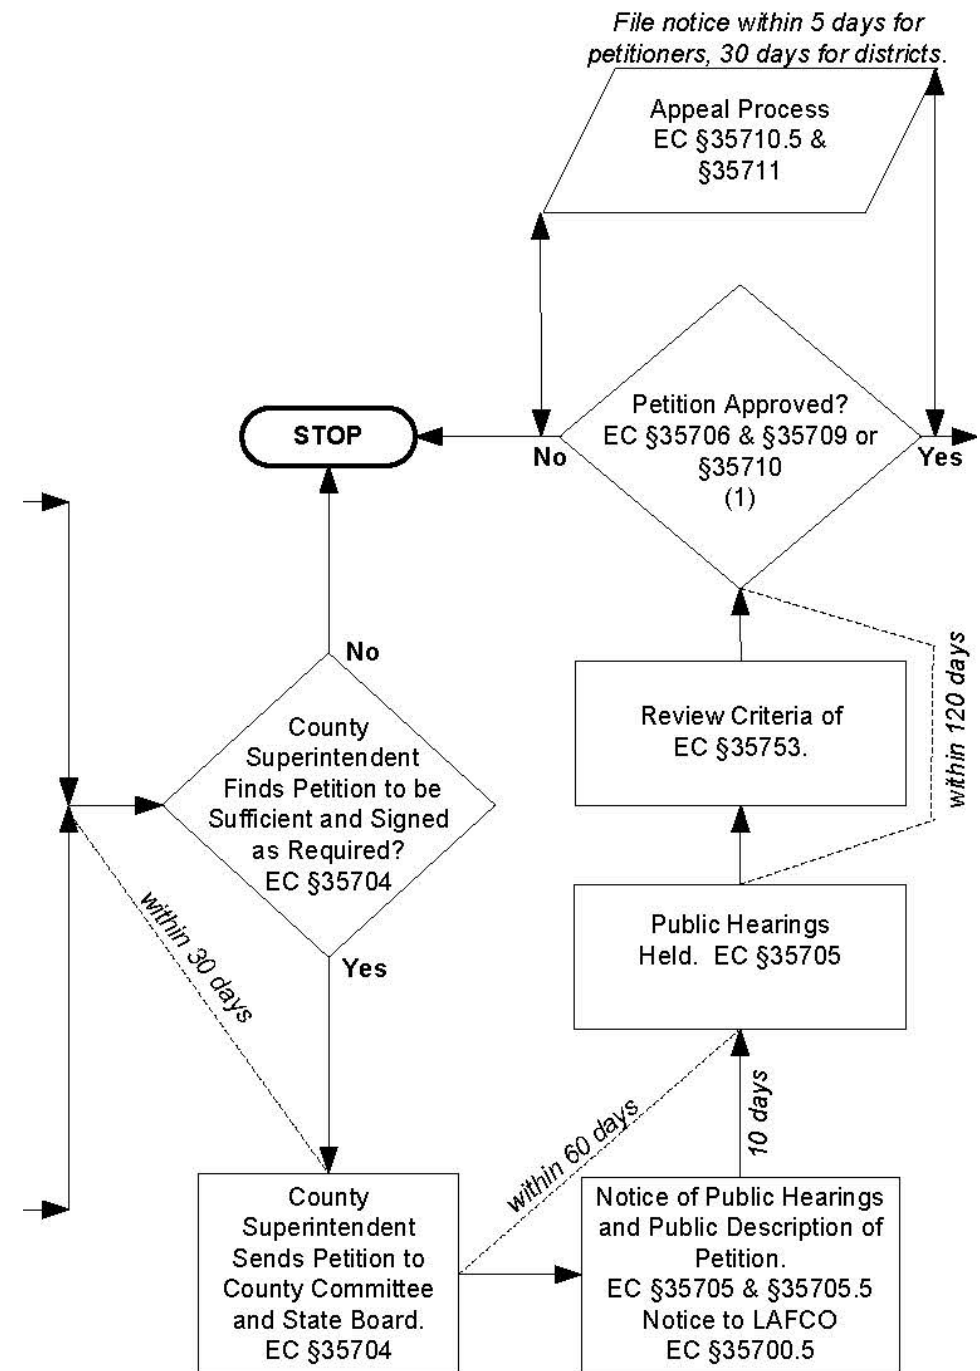 File notice within 5 days for
petitioners, 30 days for districts.
Appeal Process
EC §35710.5 &
§35711
Petition Approved?
EC §35706 & §35709 or
§35710
(1)
No
Yes
STOP
No
County
Superintendent
Finds Petition to be
Sufficient and Signed
as Required?
EC §35704
Yes
within 30 days
Review Criteria of
EC §35753.
within 120 days
Public Hearings
Held. EC §35705
within 60 days
10 days
County
Superintendent
Sends Petition to
County Committee
and State Board.
EC §35704
Notice of Public Hearings
and Public Description of
Petition.
EC §35705 & §35705.5
Notice to LAFCO
EC §35700.5